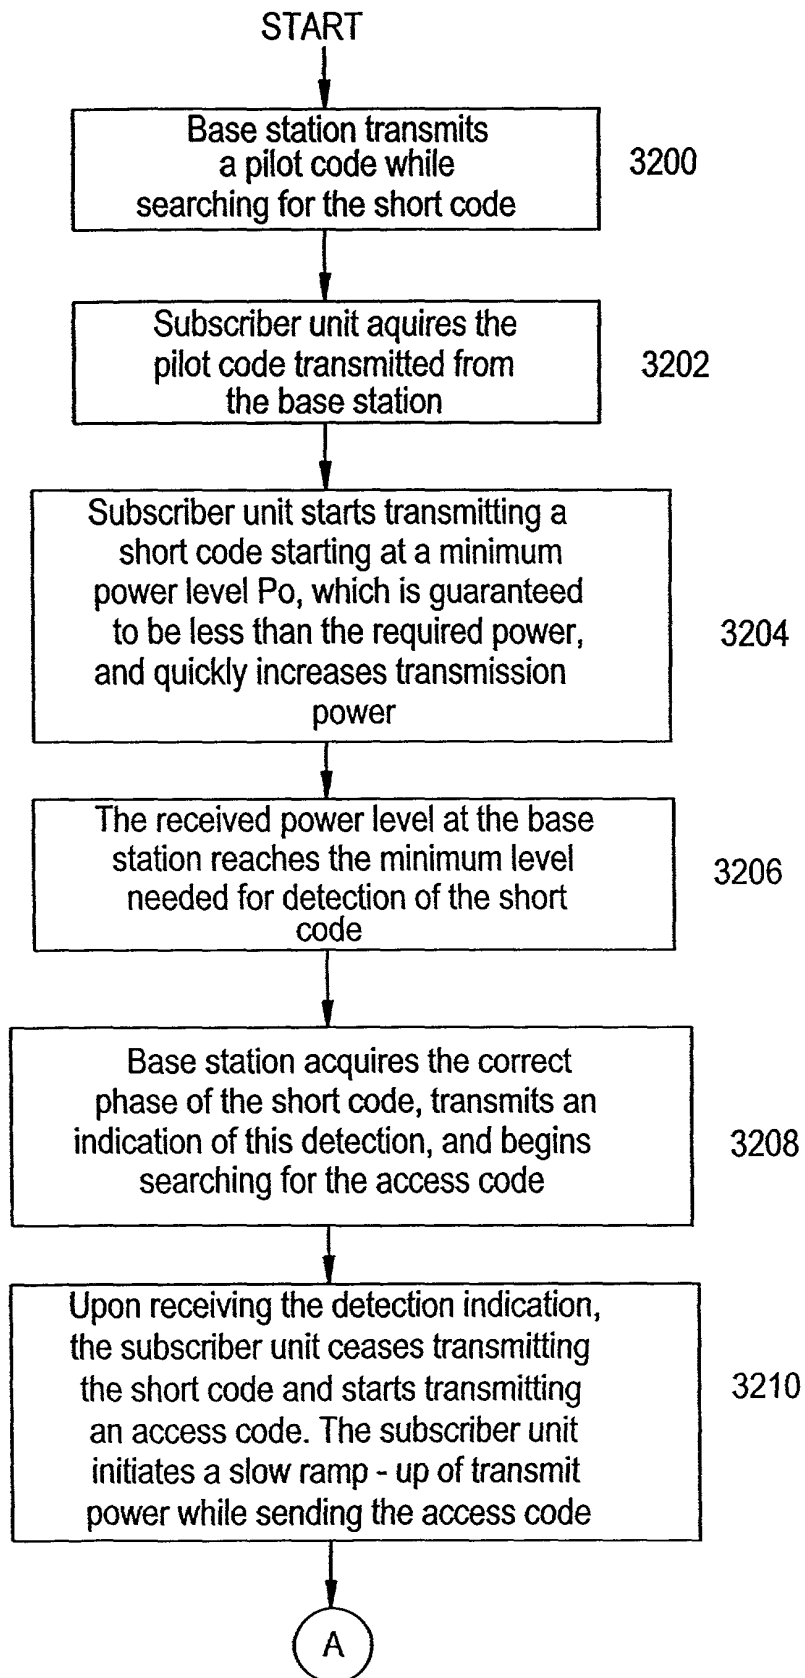 START
Base station transmits
a pilot code while
searching for the short code
3200
Subscriber unit aquires the
pilot code transmitted from
the base station
3202
Subscriber unit starts transmitting a
short code starting at a minimum
power level Po, which is guaranteed
to be less than the required power,
and quickly increases transmission
power
3204
The received power level at the base
station reaches the minimum level
needed for detection of the short
code
3206
Base station acquires the correct
phase of the short code, transmits an
indication of this detection, and begins
searching for the access code
3208
Upon receiving the detection indication,
the subscriber unit ceases transmitting
the short code and starts transmitting
an access code. The subscriber unit
initiates a slow ramp - up of transmit
power while sending the access code
3210
A